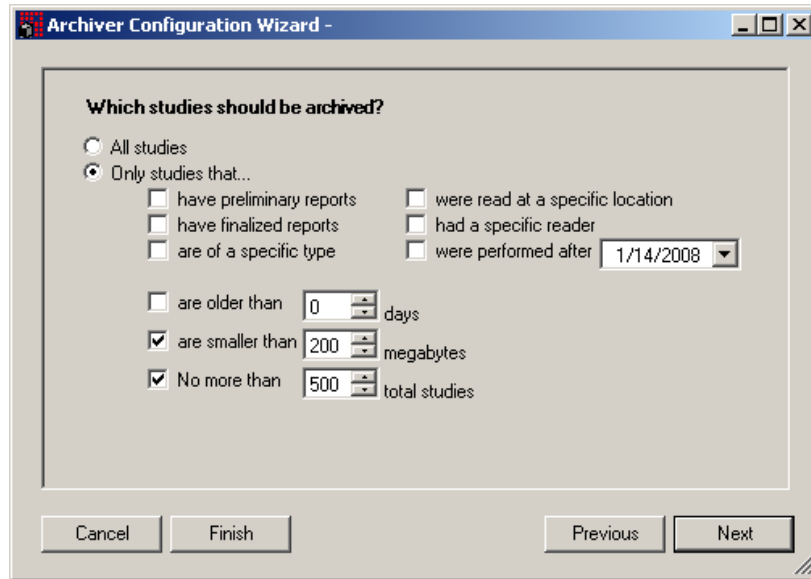 Archiver Configuration Wizard -
Which studies should be archived?
All studies
Only studies that...
have preliminary reports were read at a specific location
have finalized reports had a specific reader
are of a specific type were performed after 1/14/2008
are older than 0 days
are smaller than 200 megabytes
No more than 500 total studies
Cancel Finish Previous Next